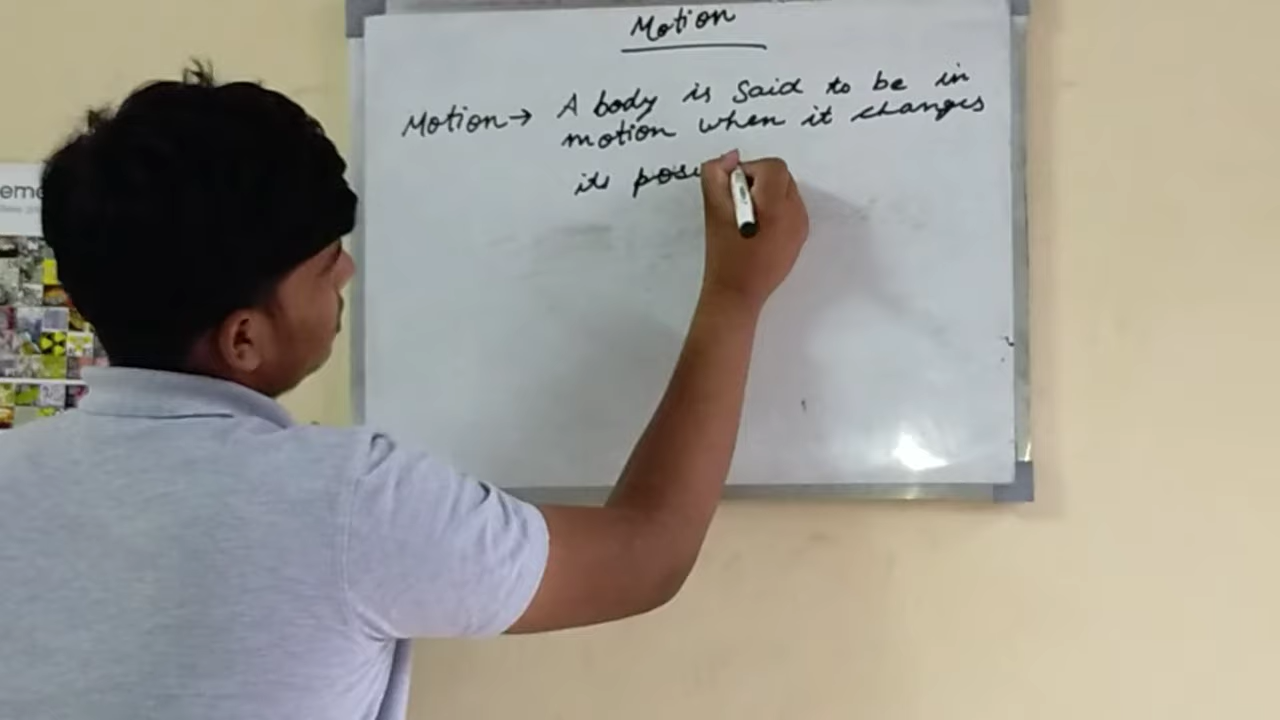 Motion
Motion → A body is said to be in
motion when it changes
its posi